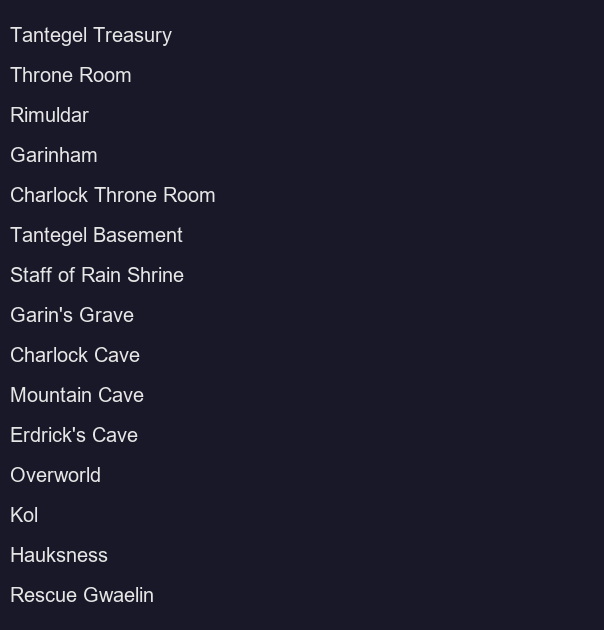 Tantegel Treasury
Throne Room
Rimuldar
Garinham
Charlock Throne Room
Tantegel Basement
Staff of Rain Shrine
Garin's Grave
Charlock Cave
Mountain Cave
Erdrick's Cave
Overworld
Kol
Hauksness
Rescue Gwaelin